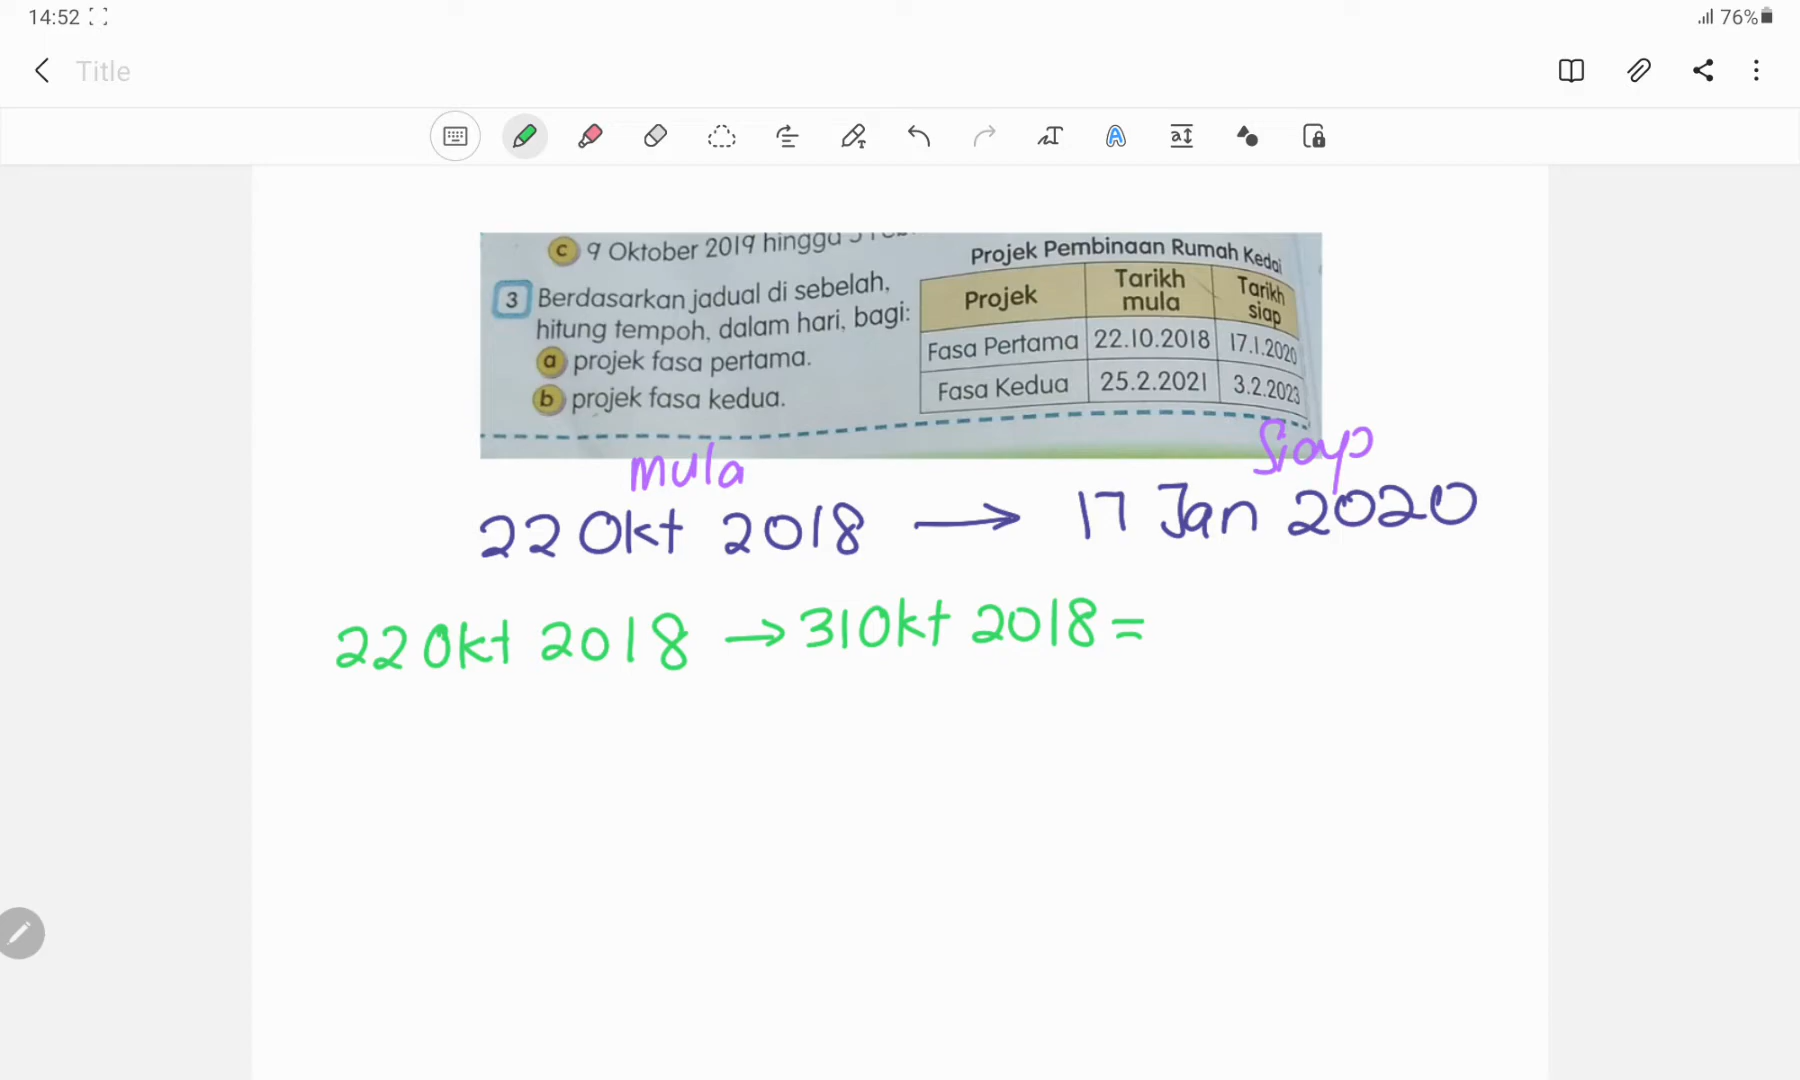 14:52
76%
Title
c 9 Oktober 2019 hingga
3 Berdasarkan jadual di sebelah,
hitung tempoh, dalam hari, bagi:
a projek fasa pertama.
b projek fasa kedua.
Projek Pembinaan Rumah Kedai
Projek Tarikh mula Tarikh siap
Fasa Pertama 22.10.2018 17.1.2020
Fasa Kedua 25.2.2021 3.2.2023
mula siap
22 Okt 2018 → 17 Jan 2020
22 Okt 2018 → 31 Okt 2018 =